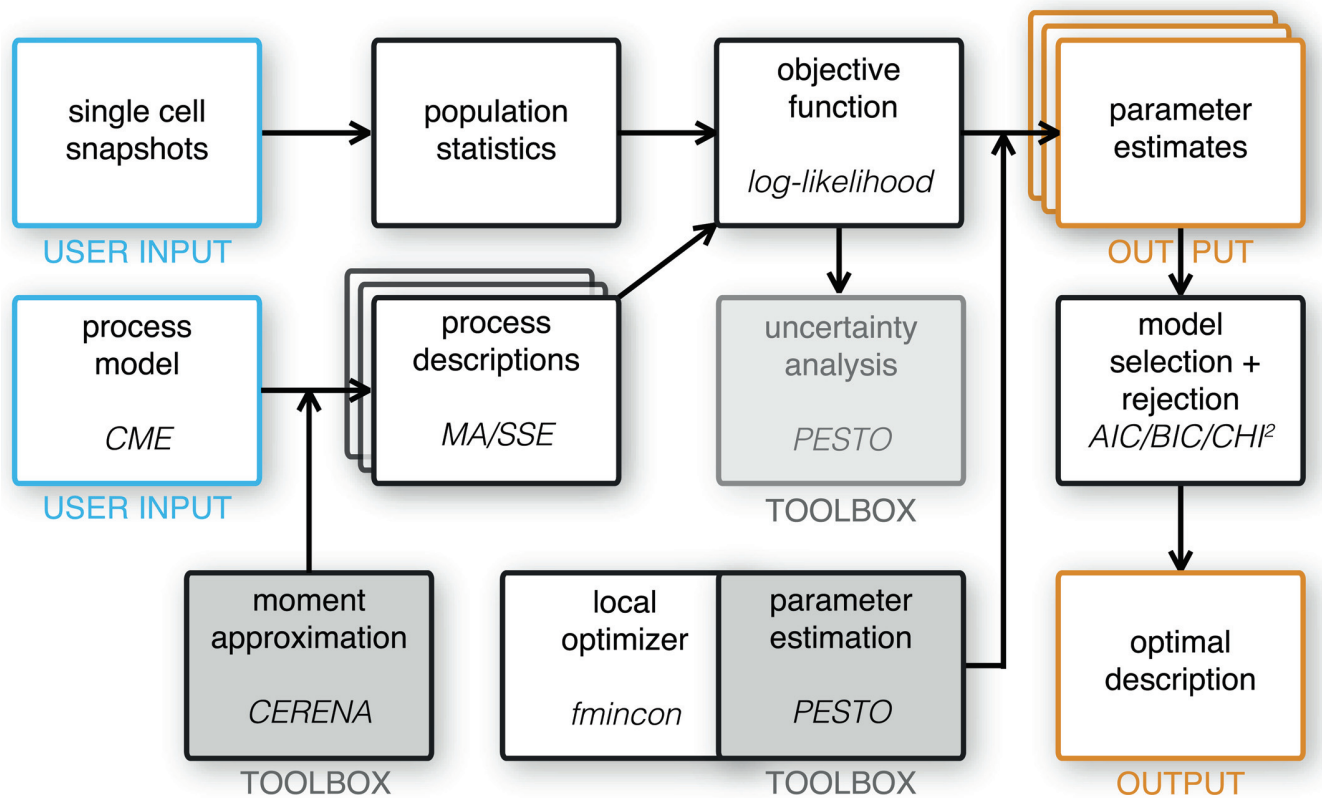 single cell
snapshots
USER INPUT
population
statistics
objective
function
log-likelihood
parameter
estimates
OUTPUT
process
model
CME
USER INPUT
process
descriptions
MA/SSE
uncertainty
analysis
PESTO
TOOLBOX
model
selection +
rejection
AIC/BIC/CHI²
moment
approximation
CERENA
TOOLBOX
local
optimizer
fmincon
parameter
estimation
PESTO
TOOLBOX
optimal
description
OUTPUT